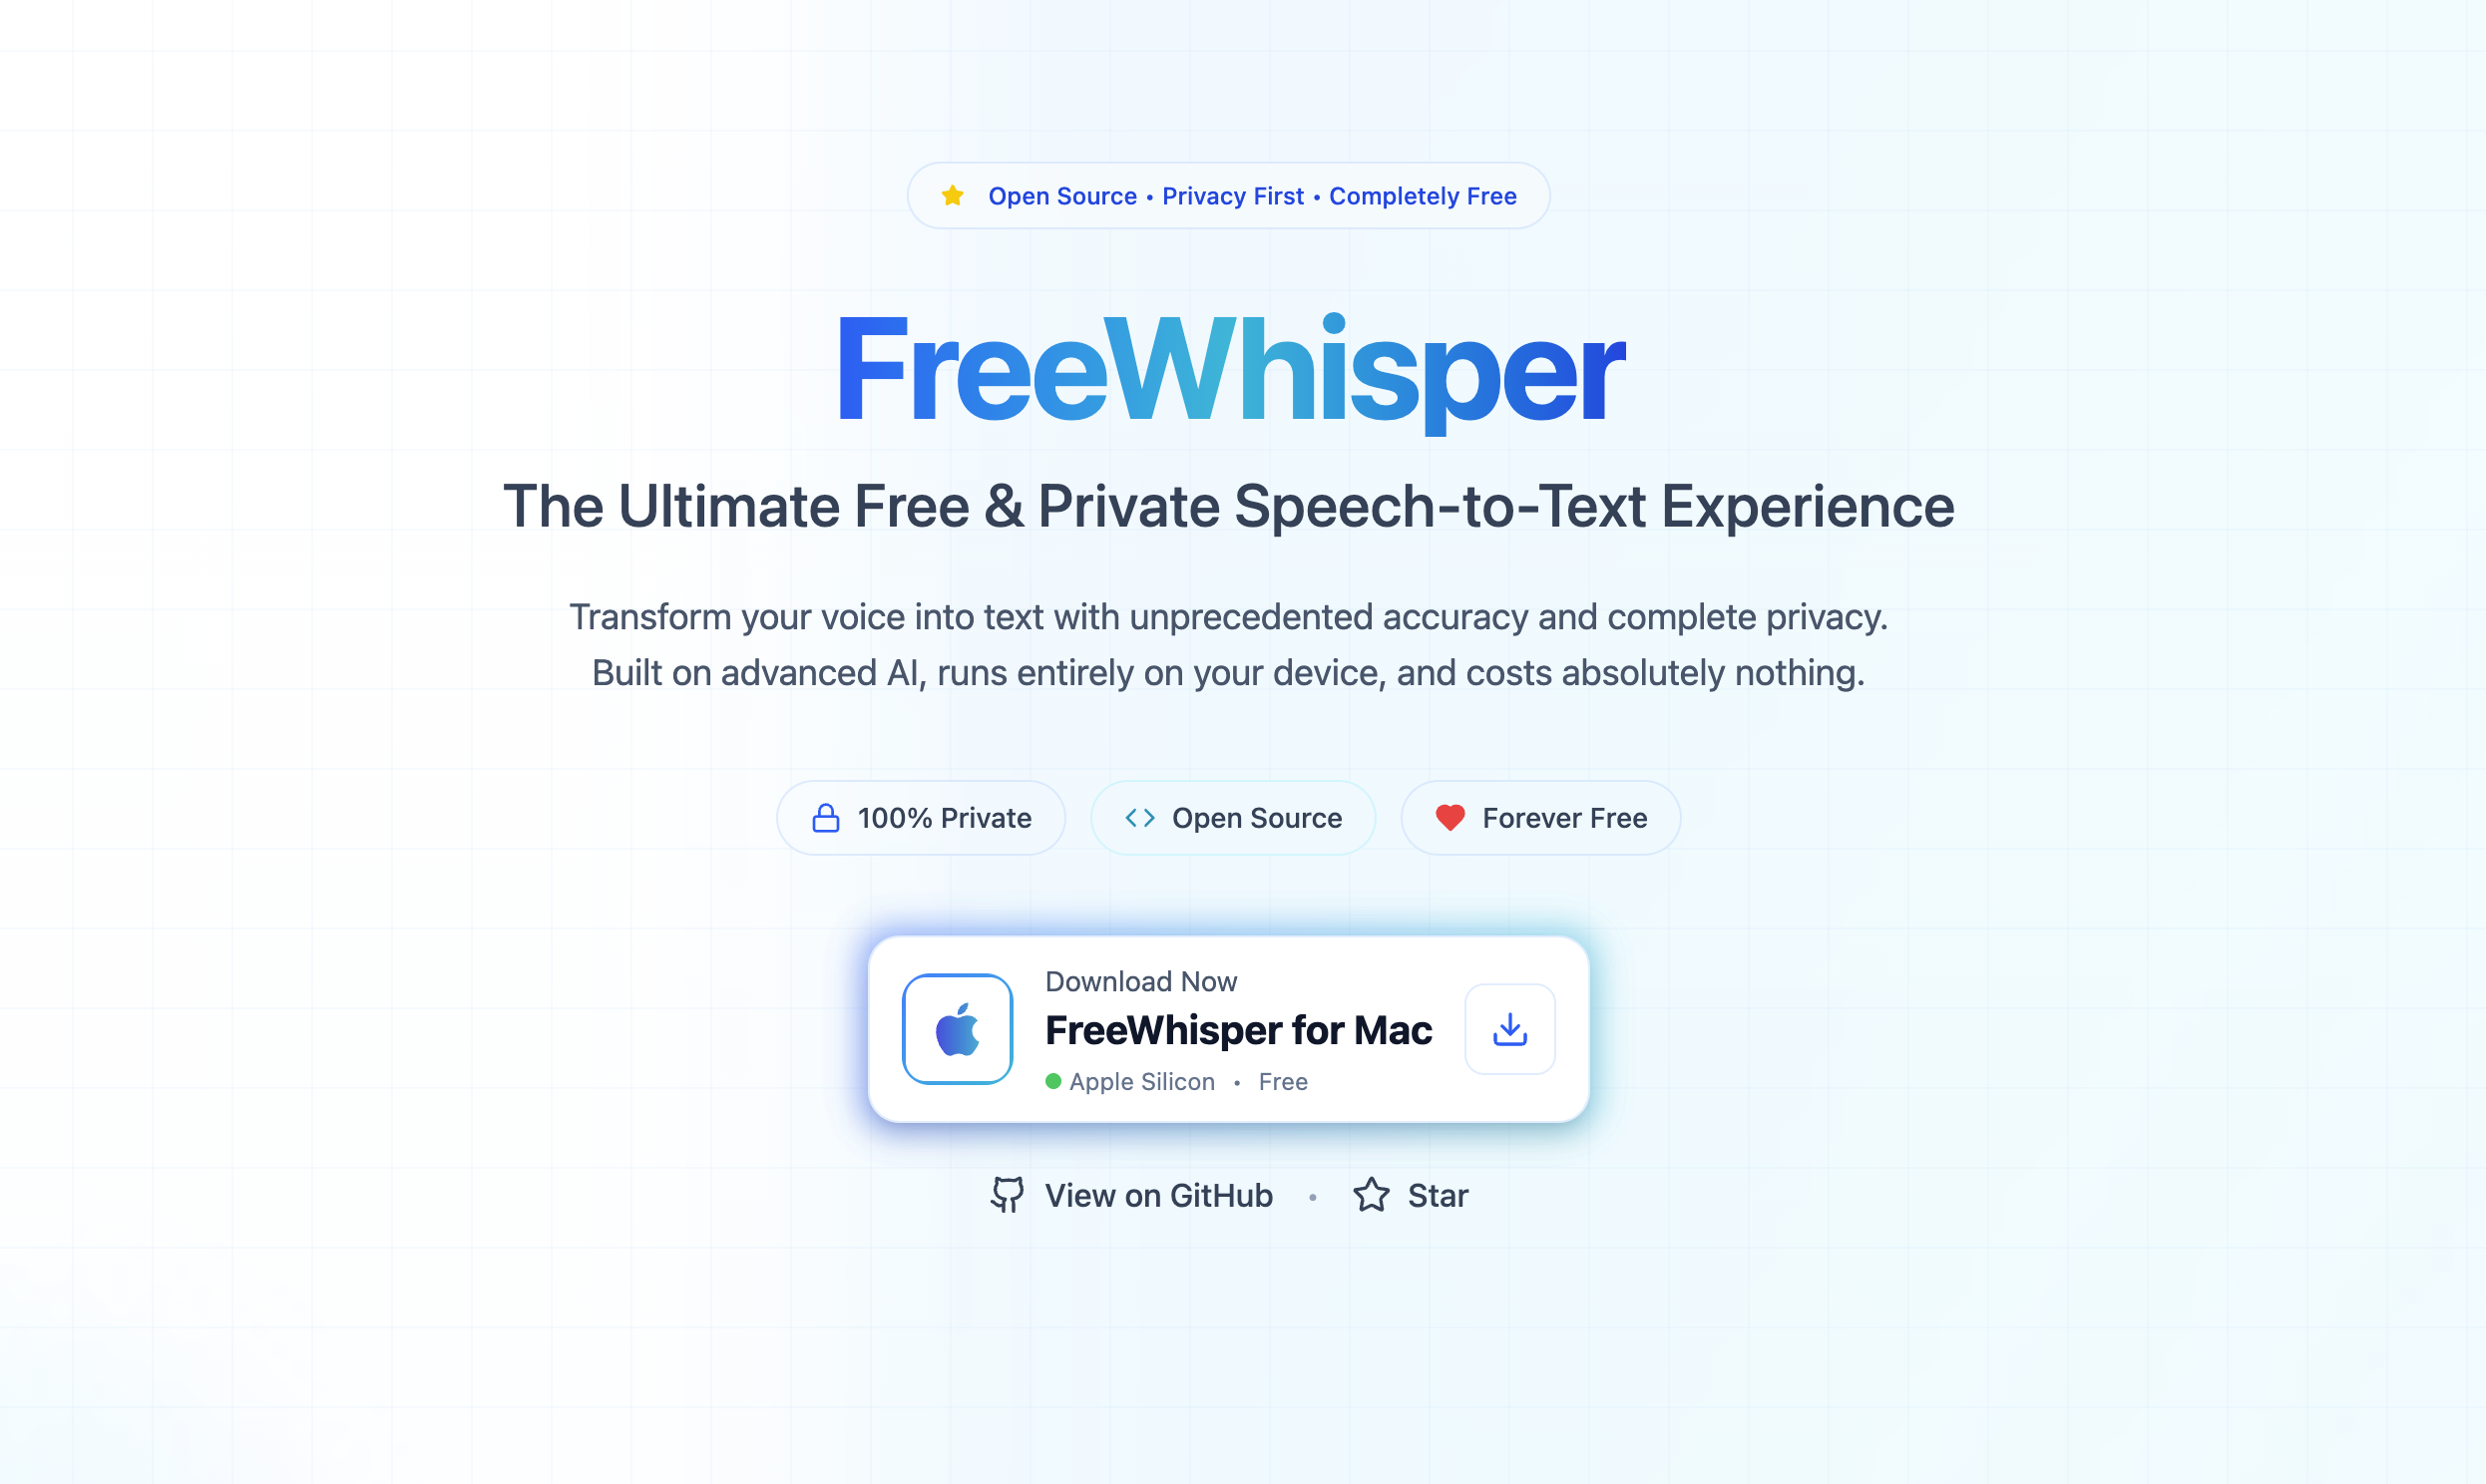 Open Source • Privacy First • Completely Free
FreeWhisper
The Ultimate Free & Private Speech-to-Text Experience
Transform your voice into text with unprecedented accuracy and complete privacy.
Built on advanced AI, runs entirely on your device, and costs absolutely nothing.
100% Private
Open Source
Forever Free
Download Now
FreeWhisper for Mac
Apple Silicon • Free
View on GitHub • Star